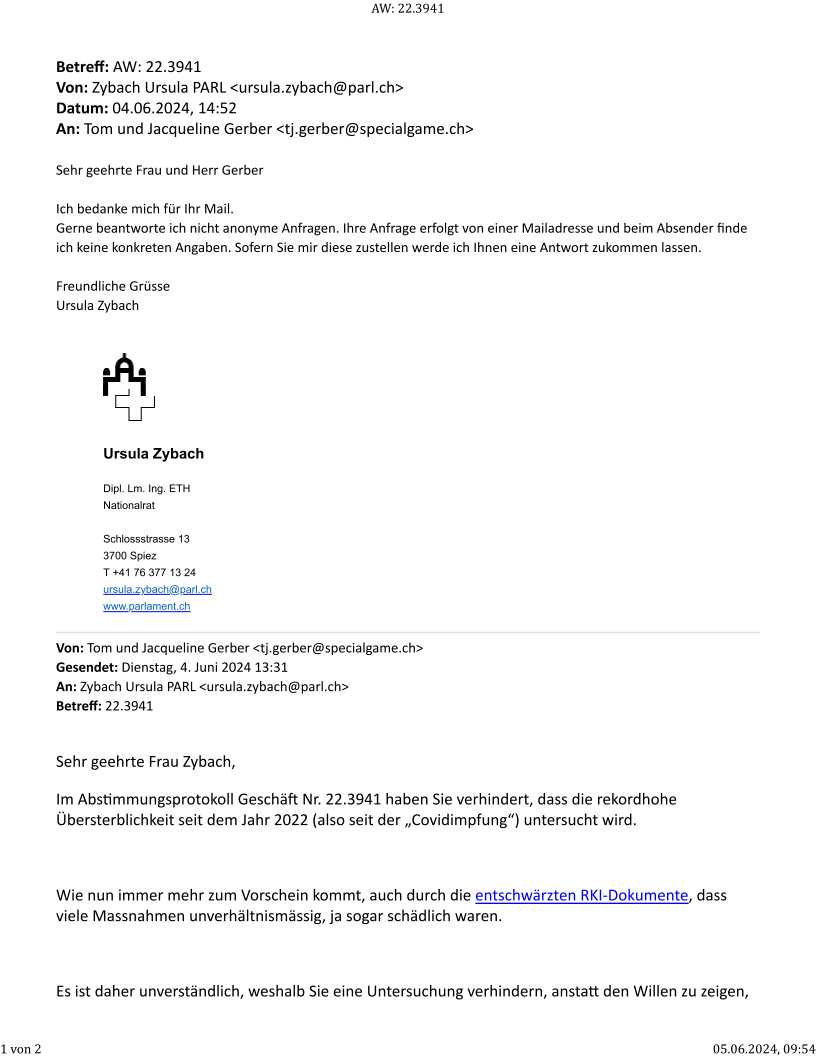 AW: 22.3941
Betreff: AW: 22.3941
Von: Zybach Ursula PARL <ursula.zybach@parl.ch>
Datum: 04.06.2024, 14:52
An: Tom und Jacqueline Gerber <tj.gerber@specialgame.ch>
Sehr geehrte Frau und Herr Gerber
Ich bedanke mich für Ihr Mail.
Gerne beantworte ich nicht anonyme Anfragen. Ihre Anfrage erfolgt von einer Mailadresse und beim Absender finde
ich keine konkreten Angaben. Sofern Sie mir diese zustellen werde ich Ihnen eine Antwort zukommen lassen.
Freundliche Grüsse
Ursula Zybach
Ursula Zybach
Dipl. Lm. Ing. ETH
Nationalrat
Schlossstrasse 13
3700 Spiez
T +41 76 377 13 24
ursula.zybach@parl.ch
www.parlament.ch
Von: Tom und Jacqueline Gerber <tj.gerber@specialgame.ch>
Gesendet: Dienstag, 4. Juni 2024 13:31
An: Zybach Ursula PARL <ursula.zybach@parl.ch>
Betreff: 22.3941
Sehr geehrte Frau Zybach,
Im Abstimmungsprotokoll Geschäft Nr. 22.3941 haben Sie verhindert, dass die rekordhohe
Übersterblichkeit seit dem Jahr 2022 (also seit der „Covidimpfung“) untersucht wird.
Wie nun immer mehr zum Vorschein kommt, auch durch die entschwärzten RKI-Dokumente, dass
viele Massnahmen unverhältnismässig, ja sogar schädlich waren.
Es ist daher unverständlich, weshalb Sie eine Untersuchung verhindern, anstatt den Willen zu zeigen,
1 von 2
05.06.2024, 09:54